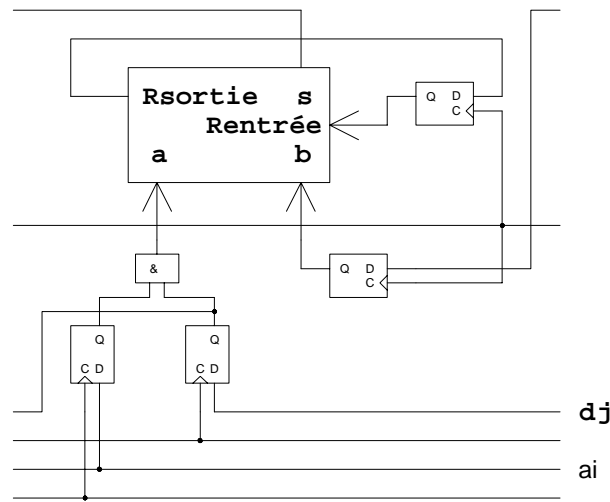 Rsortie s
Q D
Rentrée
C
a b
& Q D
C
Q Q
C D C D
dj
ai